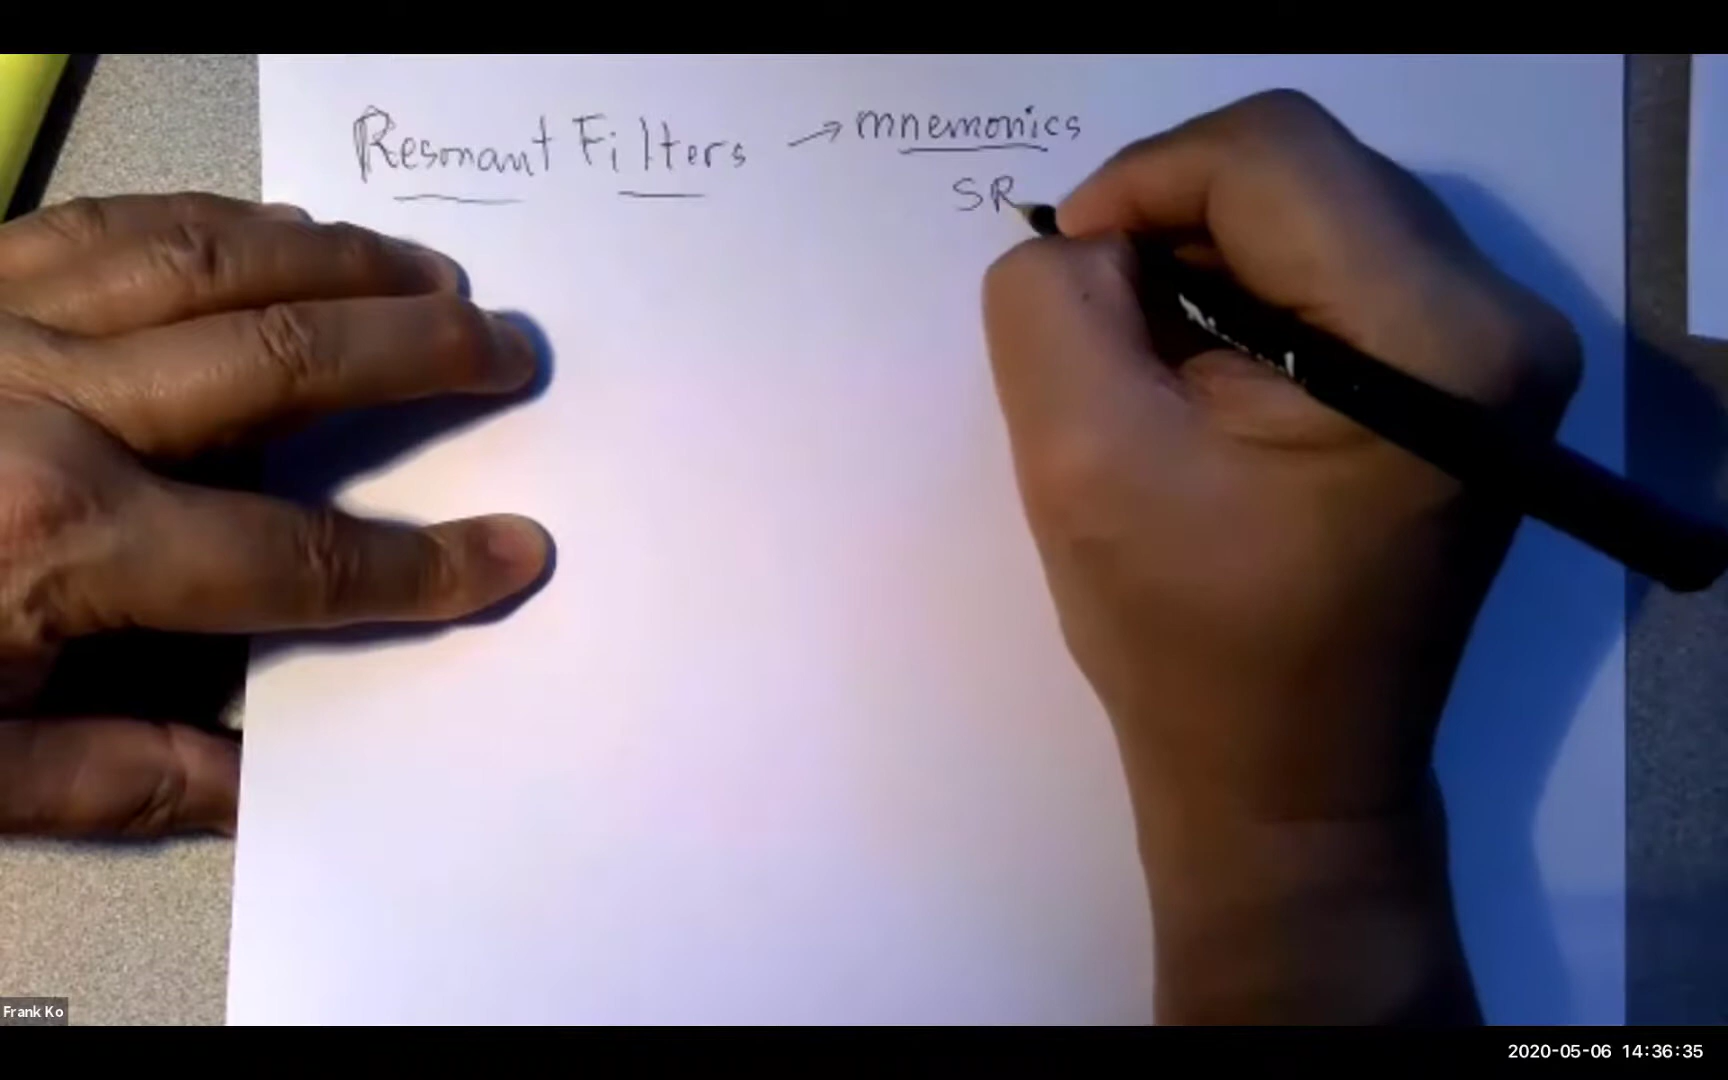 Resonant Filters → mnemonics
SR
Frank Ko
2020-05-06 14:36:35